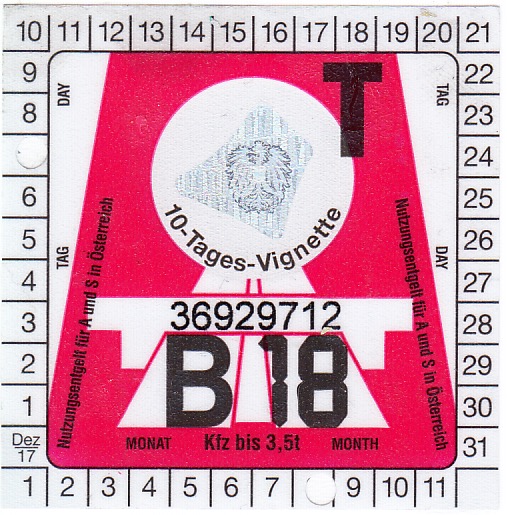 10 11 12 13 14 15 16 17 18 19 20 21
9 DAY T TAG 22
8 23
24
6 25
5 TAG DAY 26
4 27
3 28
2 29
1 30
Dez 17 31
10-Tages-Vignette
Nutzungsentgelt für A und S in Österreich
Nutzungsentgelt für A und S in Österreich
36929712
B 18
MONAT Kfz bis 3,5t MONTH
1 2 3 4 5 6 7 9 10 11